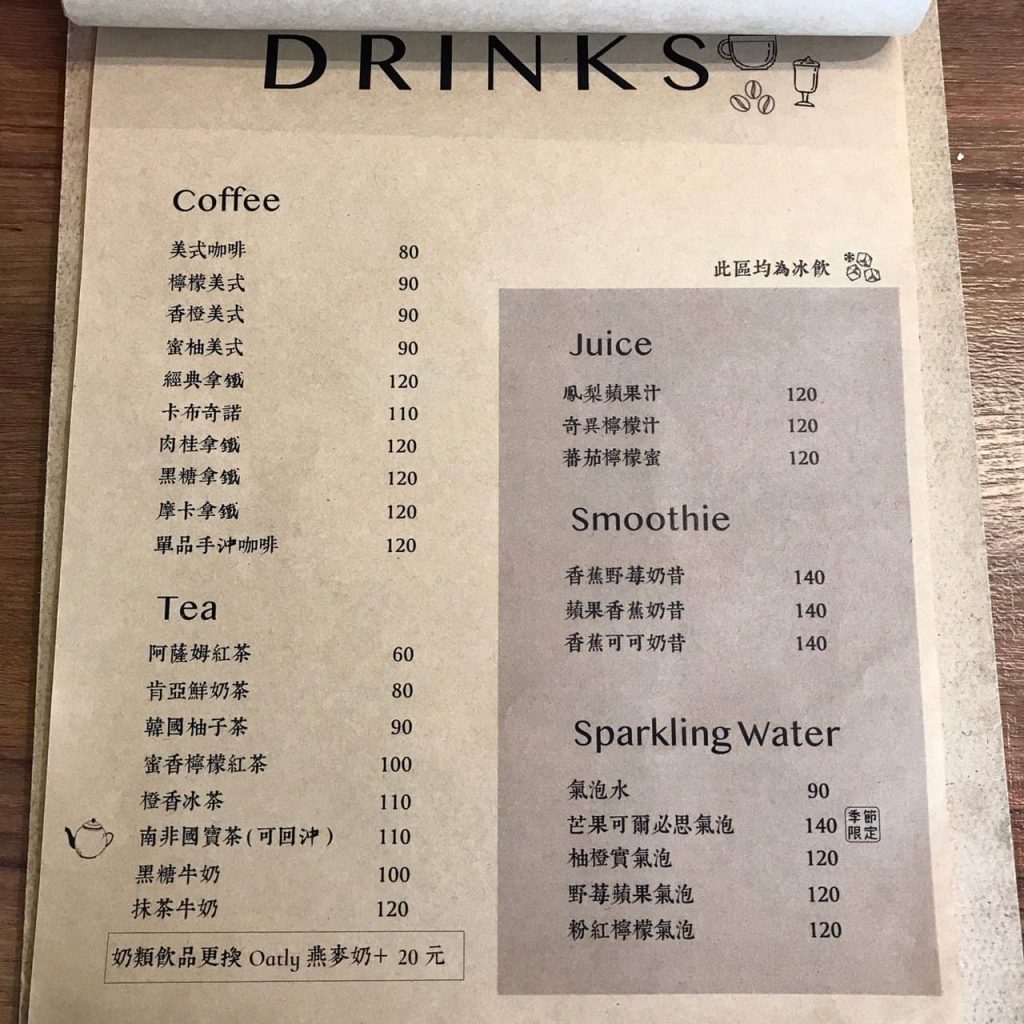 DRINKS
Coffee
美式咖啡 80
檸檬美式 90
香橙美式 90
蜜柚美式 90
經典拿鐵 120
卡布奇諾 110
肉桂拿鐵 120
黑糖拿鐵 120
摩卡拿鐵 120
單品手沖咖啡 120
Tea
阿薩姆紅茶 60
肯亞鮮奶茶 80
韓國柚子茶 90
蜜香檸檬紅茶 100
橙香冰茶 110
南非國寶茶(可回沖) 110
黑糖牛奶 100
抹茶牛奶 120
奶類飲品更換 Oatly 燕麥奶+ 20 元
此區均為冰飲
Juice
鳳梨蘋果汁 120
奇異檸檬汁 120
蕃茄檸檬蜜 120
Smoothie
香蕉野莓奶昔 140
蘋果香蕉奶昔 140
香蕉可可奶昔 140
Sparkling Water
氣泡水 90
芒果可爾必思氣泡 140 季節限定
柚橙實氣泡 120
野莓蘋果氣泡 120
粉紅檸檬氣泡 120